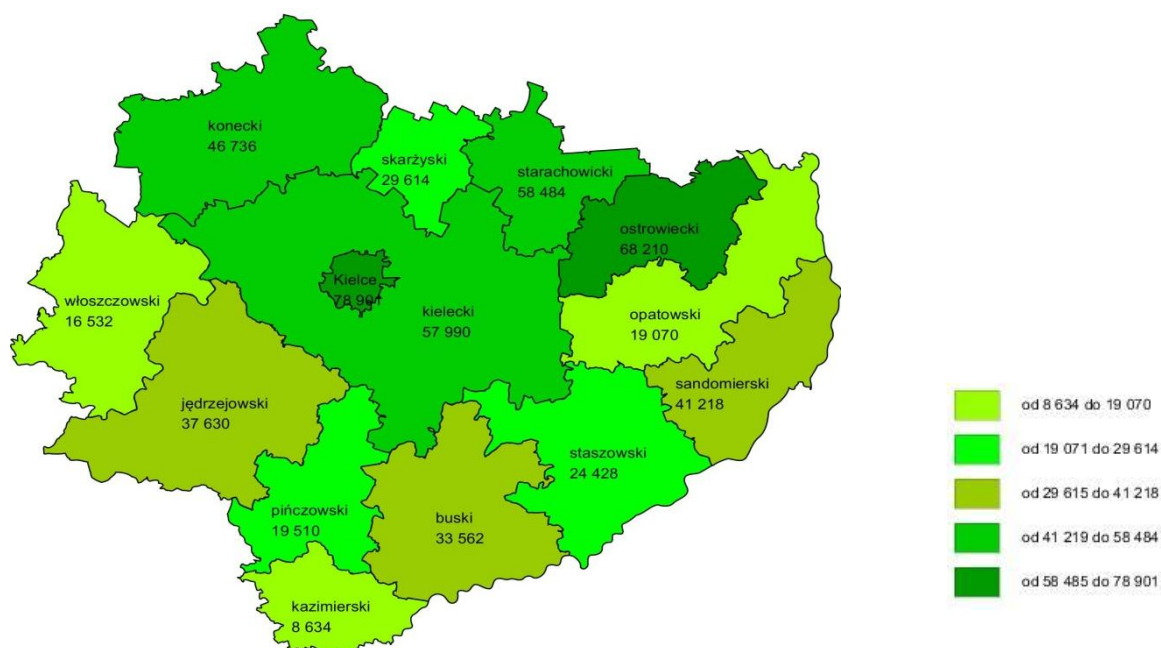 konecki
46 736
skarżyski
29 614
starachowicki
58 484
ostrowiecki
68 210
Kielce
78 901
włoszczowski
16 532
kielecki
57 990
opatowski
19 070
sandomierski
41 218
jędrzejowski
37 630
staszowski
24 428
pińczowski
19 510
buski
33 562
kazimierski
8 634
od 8 634 do 19 070
od 19 071 do 29 614
od 29 615 do 41 218
od 41 219 do 58 484
od 58 485 do 78 901